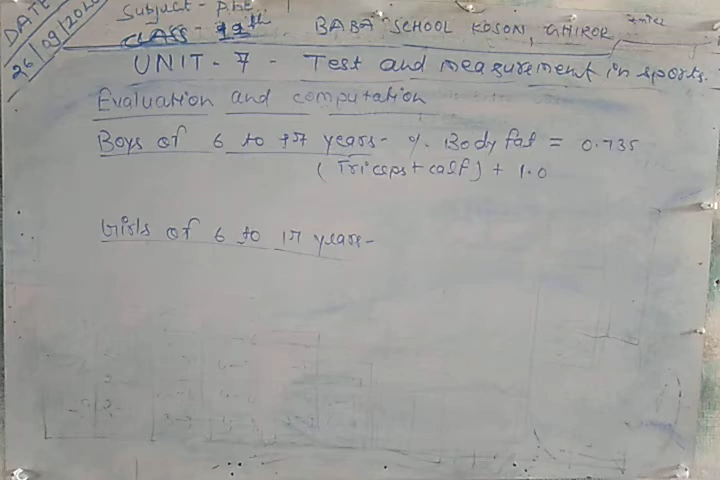 DATE
26/09/2020
Subject - Phe
CLASS - 12th BABA SCHOOL KOSON, GHIROR
UNIT - 7 - Test and measurement in sports.
Evaluation and computation
Boys of 6 to 17 years - %. Body fat = 0.735
(Triceps + calf) + 1.0
Girls of 6 to 17 years -